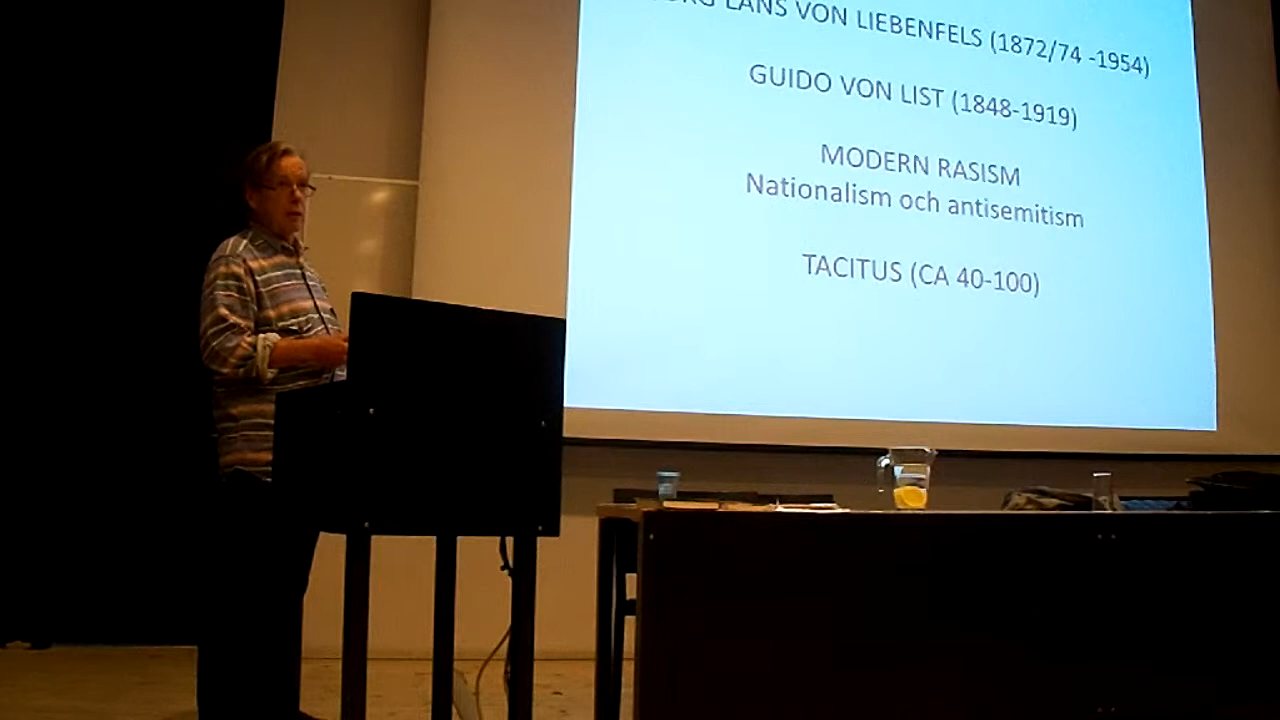 LANS VON LIEBENFELS (1872/74 -1954)
GUIDO VON LIST (1848-1919)
MODERN RASISM
Nationalism och antisemitism
TACITUS (CA 40-100)